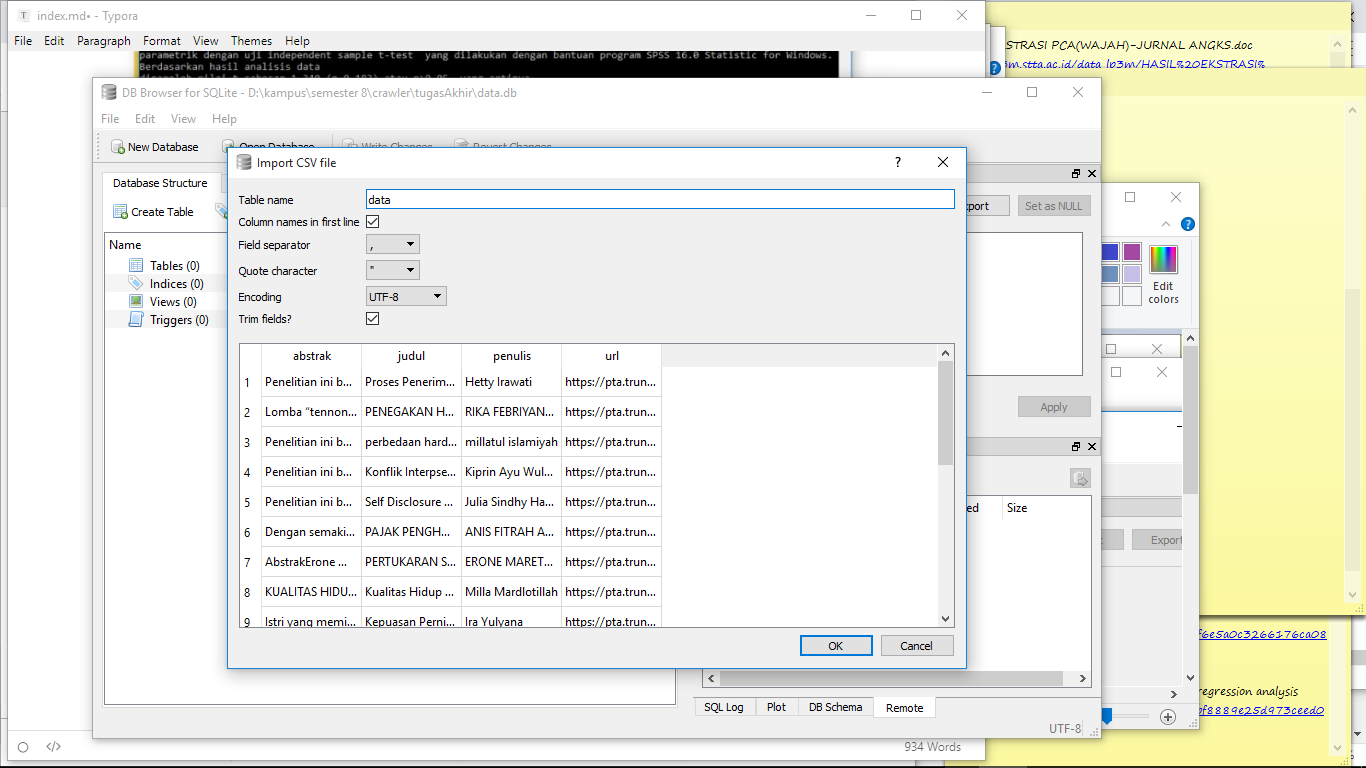 index.md• - Typora
File Edit Paragraph Format View Themes Help
parametrik dengan uji independent sample t-test yang dilakukan dengan bantuan program SPSS 16.0 Statistic for Windows.
Berdasarkan hasil analisis data
STRASI PCA(WAJAH)-JURNAL ANGKS.doc
m.stta.ac.id/data_lp3m/HASIL%20EKSTRASI%
DB Browser for SQLite - D:\kampus\semester 8\crawler\tugasAkhir\data.db
File Edit View Help
New Database Open Database Write Changes Revert Changes
Import CSV file
Database Structure
Create Table
Name
Tables (0)
Indices (0)
Views (0)
Triggers (0)
Table name data
Column names in first line
Field separator ,
Quote character "
Encoding UTF-8
Trim fields?
abstrak judul penulis url
1 Penelitian ini b... Proses Penerim... Hetty Irawati https://pta.trun...
2 Lomba “tennon... PENEGAKAN H... RIKA FEBRIYAN... https://pta.trun...
3 Penelitian ini b... perbedaan hard... millatul islamiyah https://pta.trun...
4 Penelitian ini b... Konflik Interpse... Kiprin Ayu Wul... https://pta.trun...
5 Penelitian ini b... Self Disclosure ... Julia Sindhy Ha... https://pta.trun...
6 Dengan semaki... PAJAK PENGH... ANIS FITRAH A... https://pta.trun...
7 AbstrakErone ... PERTUKARAN S... ERONE MARET... https://pta.trun...
8 KUALITAS HIDU... Kualitas Hidup ... Milla Mardlotillah https://pta.trun...
9 Istri yang memi... Kepuasan Perni... Ira Yulyana https://pta.trun...
OK Cancel
port Set as NULL
Apply
ed Size
SQL Log Plot DB Schema Remote
UTF-8
Edit
colors
Export
f6e5a0c3266176ca08
regression analysis
bf8889e25d973ceed0
934 Words